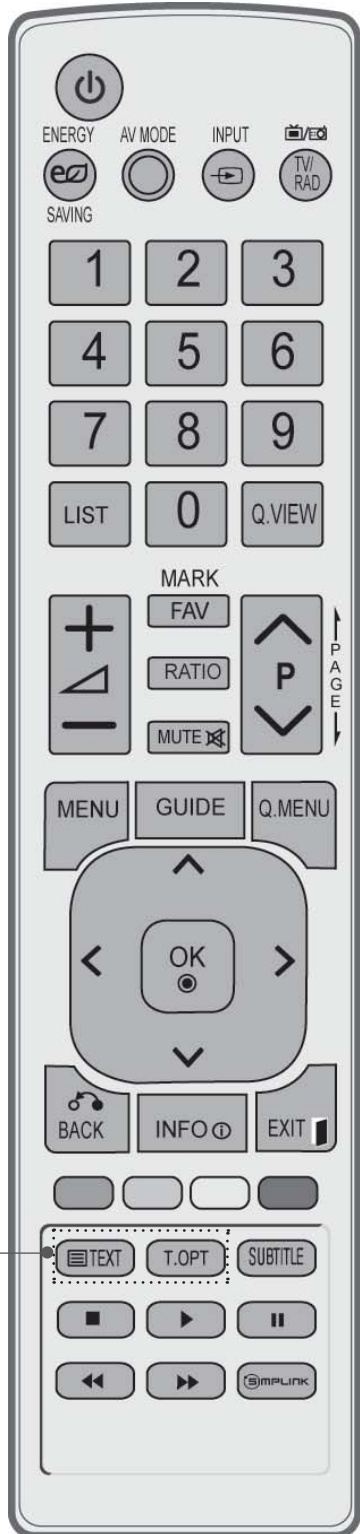 ENERGY AV MODE INPUT
TV/
RAD
SAVING
1 2 3
4 5 6
7 8 9
LIST 0 Q.VIEW
MARK
FAV
RATIO
P
PAGE
MUTE
MENU GUIDE Q.MENU
OK
BACK INFO EXIT
TEXT T.OPT SUBTITLE
SIMPLINK